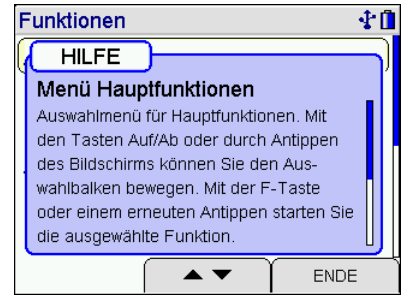 Funktionen
HILFE
Menü Hauptfunktionen
Auswahlmenü für Hauptfunktionen. Mit
den Tasten Auf/Ab oder durch Antippen
des Bildschirms können Sie den Aus-
wahlbalken bewegen. Mit der F-Taste
oder einem erneuten Antippen starten Sie
die ausgewählte Funktion.
▲ ▼ ENDE